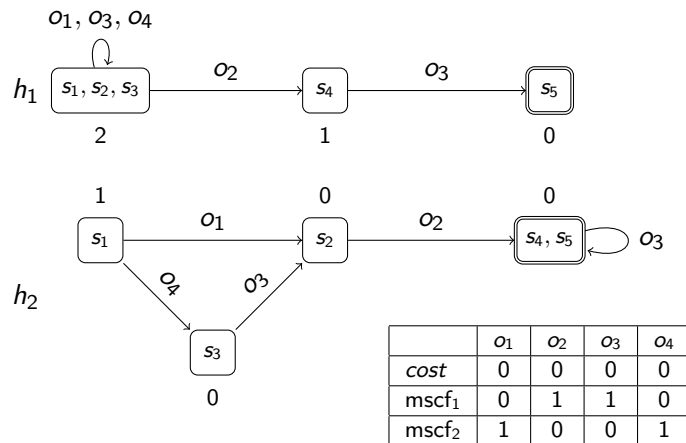 o₁, o₃, o₄
h₁ s₁, s₂, s₃ o₂ s₄ o₃ s₅
2 1 0
1 0 0
s₁ o₁ s₂ o₂ s₄, s₅ o₃
h₂ o₄ o₃
s₃
0
o₁ o₂ o₃ o₄
cost 0 0 0 0
mscf₁ 0 1 1 0
mscf₂ 1 0 0 1